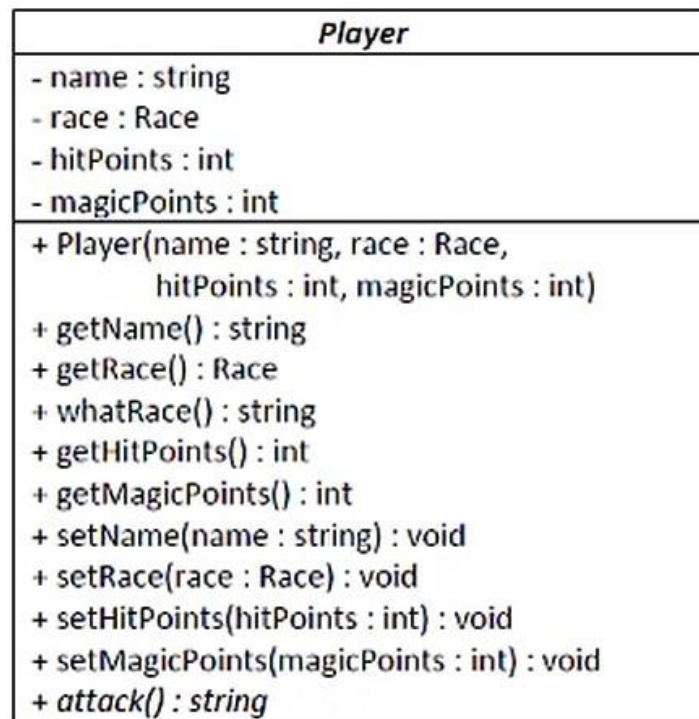 Player
- name : string
- race : Race
- hitPoints : int
- magicPoints : int
+ Player(name : string, race : Race,
hitPoints : int, magicPoints : int)
+ getName() : string
+ getRace() : Race
+ whatRace() : string
+ getHitPoints() : int
+ getMagicPoints() : int
+ setName(name : string) : void
+ setRace(race : Race) : void
+ setHitPoints(hitPoints : int) : void
+ setMagicPoints(magicPoints : int) : void
+ attack() : string